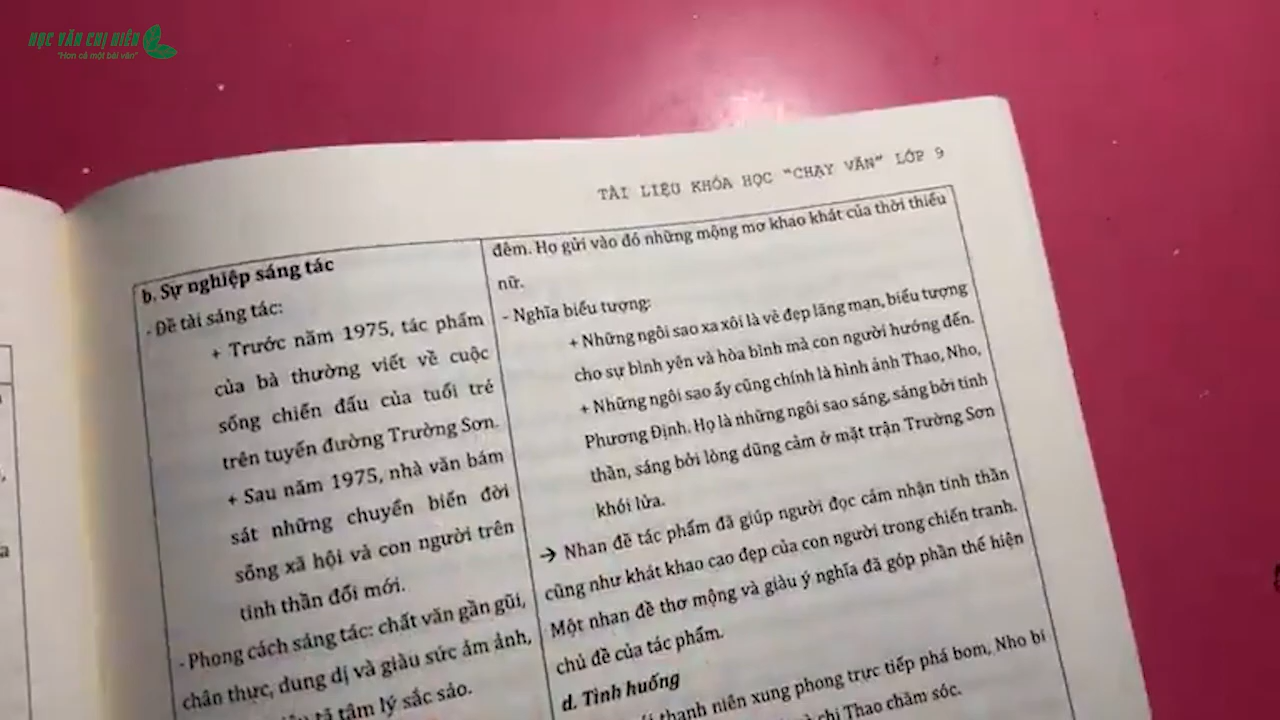 HỌC VĂN CHỊ HIÊN
"Hơn cả một bài văn"
TÀI LIỆU KHÓA HỌC "CHẠY VĂN" LỚP 9
b. Sự nghiệp sáng tác
- Đề tài sáng tác:
+ Trước năm 1975, tác phẩm
của bà thường viết về cuộc
sống chiến đấu của tuổi trẻ
trên tuyến đường Trường Sơn.
+ Sau năm 1975, nhà văn bám
sát những chuyển biến đời
sống xã hội và con người trên
tinh thần đổi mới.
- Phong cách sáng tác: chất văn gần gũi,
chân thực, dung dị và giàu sức ám ảnh,
tả tâm lý sắc sảo.
đêm. Họ gửi vào đó những mộng mơ khao khát của thời thiếu
nữ.
- Nghĩa biểu tượng:
+ Những ngôi sao xa xôi là vẻ đẹp lãng mạn, biểu tượng
cho sự bình yên và hòa bình mà con người hướng đến.
+ Những ngôi sao ấy cũng chính là hình ảnh Thao, Nho,
Phương Định. Họ là những ngôi sao sáng, sáng bởi tinh
thần, sáng bởi lòng dũng cảm ở mặt trận Trường Sơn
khói lửa.
→ Nhan đề tác phẩm đã giúp người đọc cảm nhận tinh thần
cũng như khát khao cao đẹp của con người trong chiến tranh.
Một nhan đề thơ mộng và giàu ý nghĩa đã góp phần thể hiện
chủ đề của tác phẩm.
d. Tình huống
thanh niên xung phong trực tiếp phá bom, Nho bị
chị Thao chăm sóc.